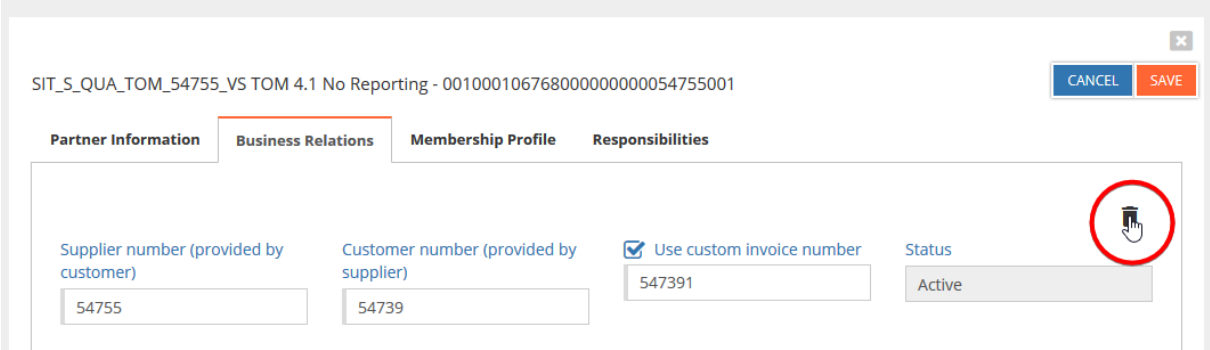 SIT_S_QUA_TOM_54755_VS TOM 4.1 No Reporting - 0010001067680000000000054755001
CANCEL
SAVE
Partner Information
Business Relations
Membership Profile
Responsibilities
Supplier number (provided by
customer)
Customer number (provided by
supplier)
Use custom invoice number
Status
54755
54739
547391
Active